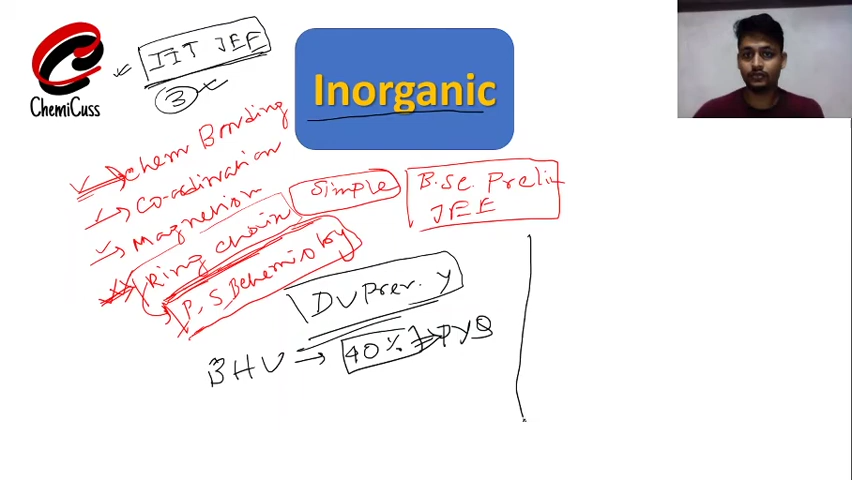 IIT JEE
3
ChemiCuss
Inorganic
Chem Bonding
Co-ordination
Magnetism
Simple
B.Sc. Prelim
JEE
Ring chain
P, S
DU Prev. Y
BHU → 40% → PYQ